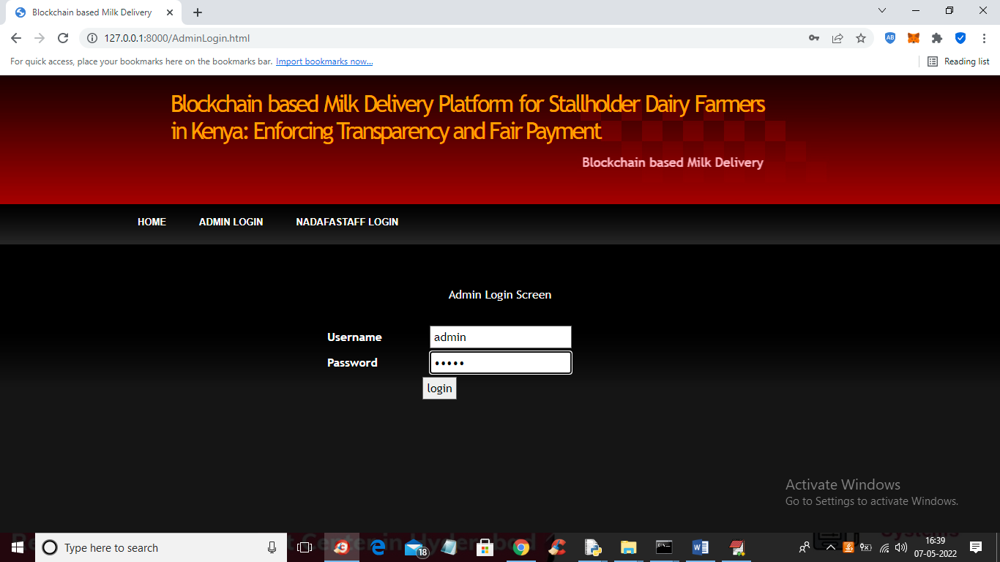 Blockchain based Milk Delivery
127.0.0.1:8000/AdminLogin.html
For quick access, place your bookmarks here on the bookmarks bar. Import bookmarks now...
Reading list
Blockchain based Milk Delivery Platform for Stallholder Dairy Farmers
in Kenya: Enforcing Transparency and Fair Payment
Blockchain based Milk Delivery
HOME ADMIN LOGIN NADAFASTAFF LOGIN
Admin Login Screen
Username admin
Password •••••
login
Activate Windows
Go to Settings to activate Windows.
Type here to search
18
16:39
07-05-2022